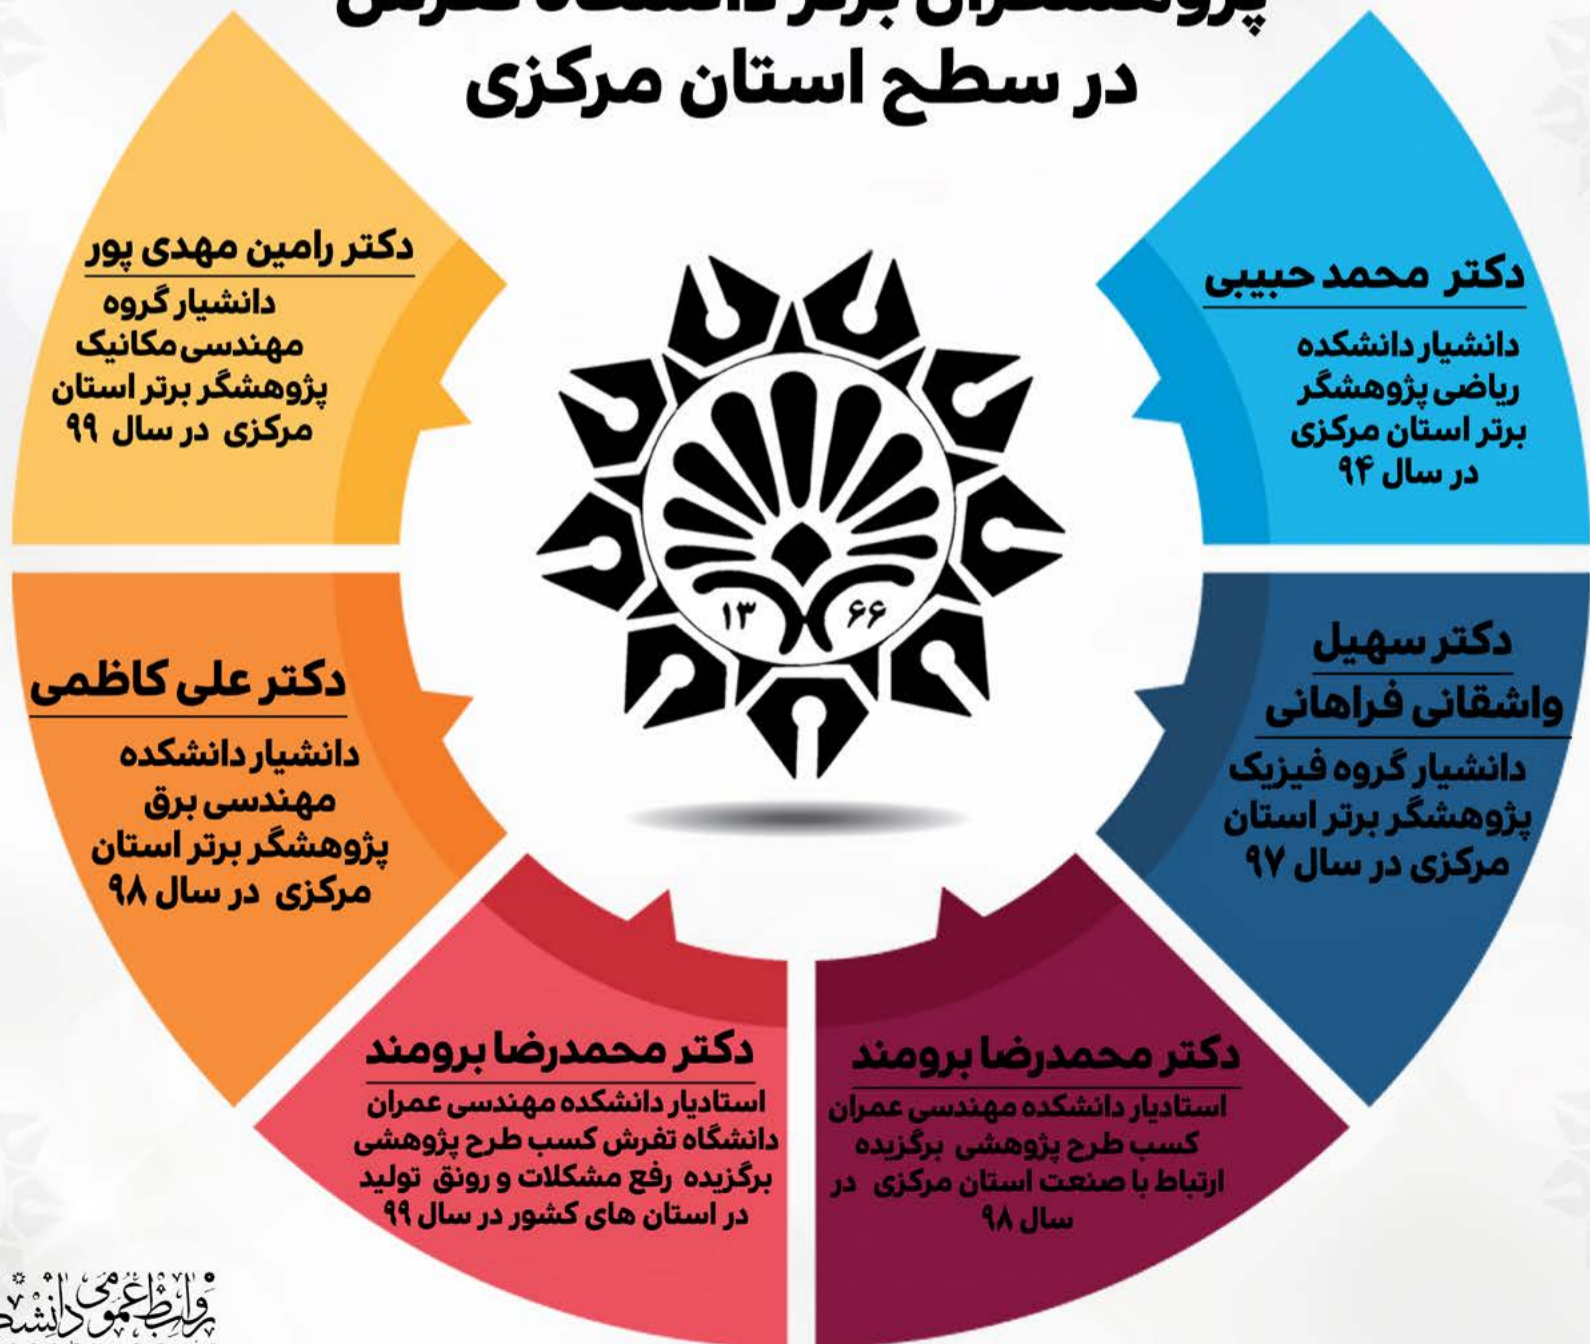 پژوهشگران برتر دانشگاه تفرش
در سطح استان مرکزی
دکتر محمد حبیبی
دانشیار دانشکده
ریاضی پژوهشگر
برتر استان مرکزی
در سال ۹۴
دکتر سهیل
واشقانی فراهانی
دانشیار گروه فیزیک
پژوهشگر برتر استان
مرکزی در سال ۹۷
دکتر محمدرضا برومند
استادیار دانشکده مهندسی عمران
کسب طرح پژوهشی برگزیده
ارتباط با صنعت استان مرکزی در
سال ۹۸
دکتر محمدرضا برومند
استادیار دانشکده مهندسی عمران
دانشگاه تفرش کسب طرح پژوهشی
برگزیده رفع مشکلات و رونق تولید
در استان های کشور در سال ۹۹
دکتر علی کاظمی
دانشیار دانشکده
مهندسی برق
پژوهشگر برتر استان
مرکزی در سال ۹۸
دکتر رامین مهدی پور
دانشیار گروه
مهندسی مکانیک
پژوهشگر برتر استان
مرکزی در سال ۹۹
۱۳ ۶۶
روابط عمومی